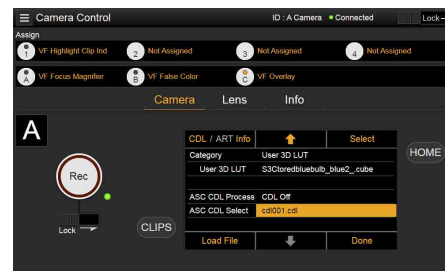 Camera Control
ID : A Camera
Connected
Lock
Assign
1 VF Highlight Clip Ind
2 Not Assigned
3 Not Assigned
4 Not Assigned
A VF Focus Magnifier
B VF False Color
C VF Overlay
Camera
Lens
Info
A
CDL / ART Info
Select
Category User 3D LUT
User 3D LUT S3Ctoredbluebulb_blue2_.cube
HOME
Rec
ASC CDL Process CDL Off
ASC CDL Select cdl001.cdl
Lock
CLIPS
Load File
Done